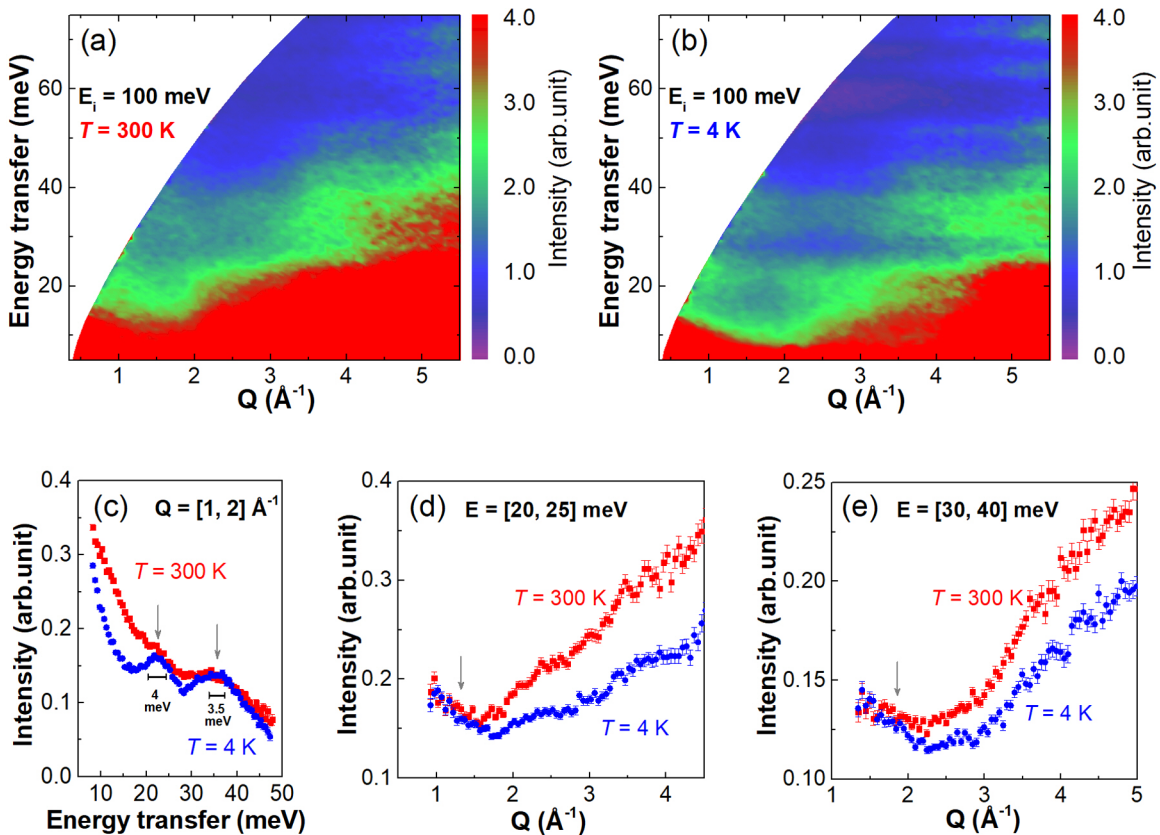 (a)
E_i = 100 meV
T = 300 K
Energy transfer (meV)
20
40
60
1 2 3 4 5
Q (Å⁻¹)
4.0
3.0
2.0
1.0
0.0
Intensity (arb.unit)
(b)
E_i = 100 meV
T = 4 K
Energy transfer (meV)
20
40
60
1 2 3 4 5
Q (Å⁻¹)
4.0
3.0
2.0
1.0
0.0
Intensity (arb.unit)
(c) Q = [1, 2] Å⁻¹
T = 300 K
4
meV
3.5
meV
T = 4 K
Intensity (arb.unit)
0.4
0.3
0.2
0.1
0.0
10 20 30 40 50
Energy transfer (meV)
(d) E = [20, 25] meV
T = 300 K
T = 4 K
Intensity (arb.unit)
0.4
0.3
0.2
0.1
1 2 3 4
Q (Å⁻¹)
(e) E = [30, 40] meV
T = 300 K
T = 4 K
Intensity (arb.unit)
0.25
0.20
0.15
0.10
1 2 3 4 5
Q (Å⁻¹)